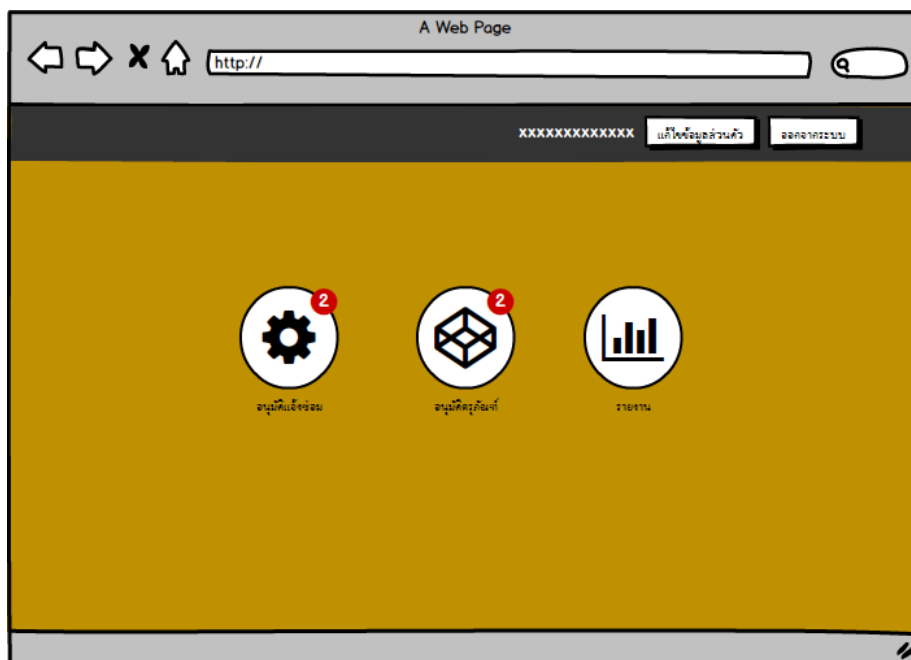 A Web Page
http://
xxxxxxxxxxxxx แก้ไขข้อมูลส่วนตัว ออกจากระบบ
2 2
อนุมัติแจ้งซ่อม อนุมัติครุภัณฑ์ รายงาน